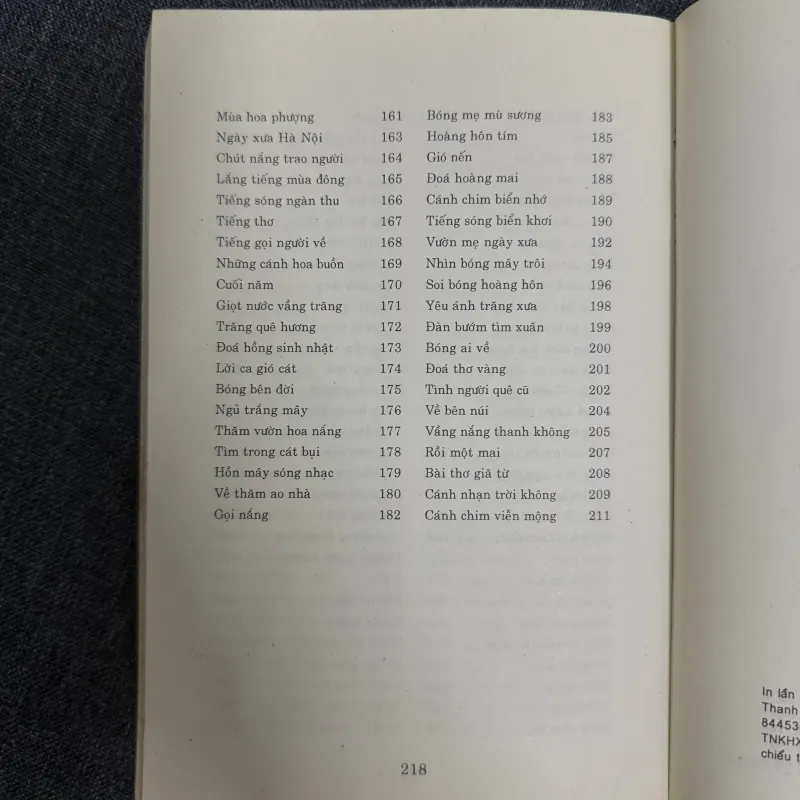 Mùa hoa phượng 161
Ngày xưa Hà Nội 163
Chút nắng trao người 164
Lắng tiếng mùa đông 165
Tiếng sóng ngàn thu 166
Tiếng thơ 167
Tiếng gọi người về 168
Những cánh hoa buồn 169
Cuối năm 170
Giọt nước vầng trăng 171
Trăng quê hương 172
Đoá hồng sinh nhật 173
Lời ca gió cát 174
Bóng bên đời 175
Ngủ trắng mây 176
Thăm vườn hoa nắng 177
Tìm trong cát bụi 178
Hồn mây sóng nhạc 179
Về thăm ao nhà 180
Gọi nắng 182
Bóng mẹ mù sương 183
Hoàng hôn tím 185
Gió nến 187
Đoá hoàng mai 188
Cánh chim biển nhớ 189
Tiếng sóng biển khơi 190
Vườn mẹ ngày xưa 192
Nhìn bóng mây trôi 194
Soi bóng hoàng hôn 196
Yêu ánh trăng xưa 198
Đàn bướm tìm xuân 199
Bóng ai về 200
Đoá thơ vàng 201
Tình người quê cũ 202
Về bên núi 204
Vầng nắng thanh không 205
Rồi một mai 207
Bài thơ giã từ 208
Cánh nhạn trời không 209
Cánh chim viễn mộng 211
218
In lần
Thanh
84453
TNKHX
chiếu t